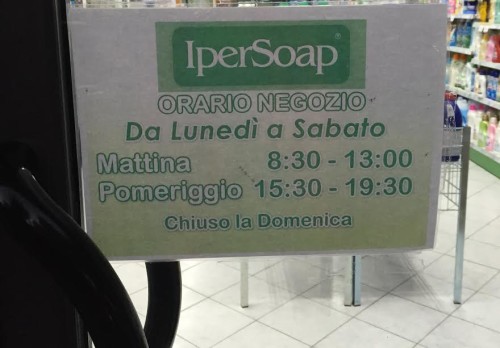 IperSoap
ORARIO NEGOZIO
Da Lunedì a Sabato
Mattina 8:30 - 13:00
Pomeriggio 15:30 - 19:30
Chiuso la Domenica